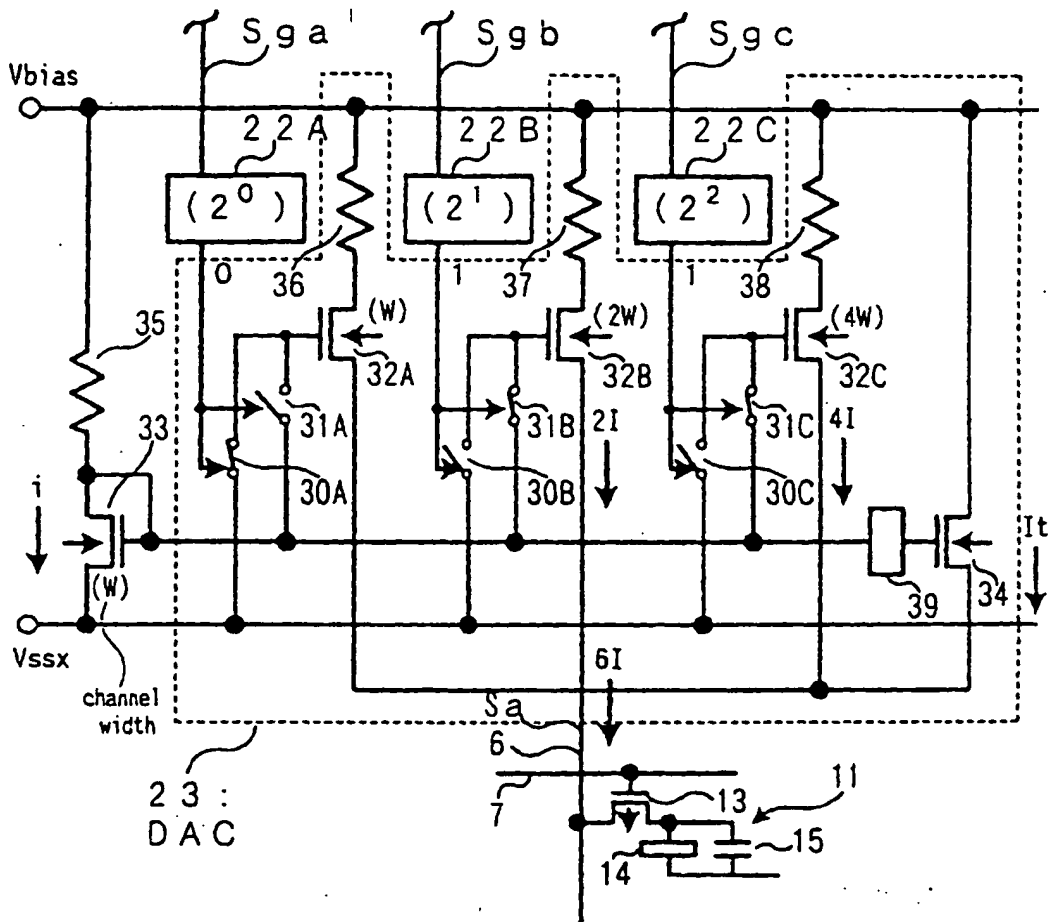 Sga Sgb Sgc
Vbias
22A 22B 22C
(2⁰) (2¹) (2²)
0 36 1 37 1 38
35 (W) (2W) (4W)
32A 32B 32C
33 31A 31B 2I 31C 4I
i 30A 30B 30C It
(W) 39 34
Vssx 6I
channel
width
Sa
6
7 13 11
23:
DAC
14 15